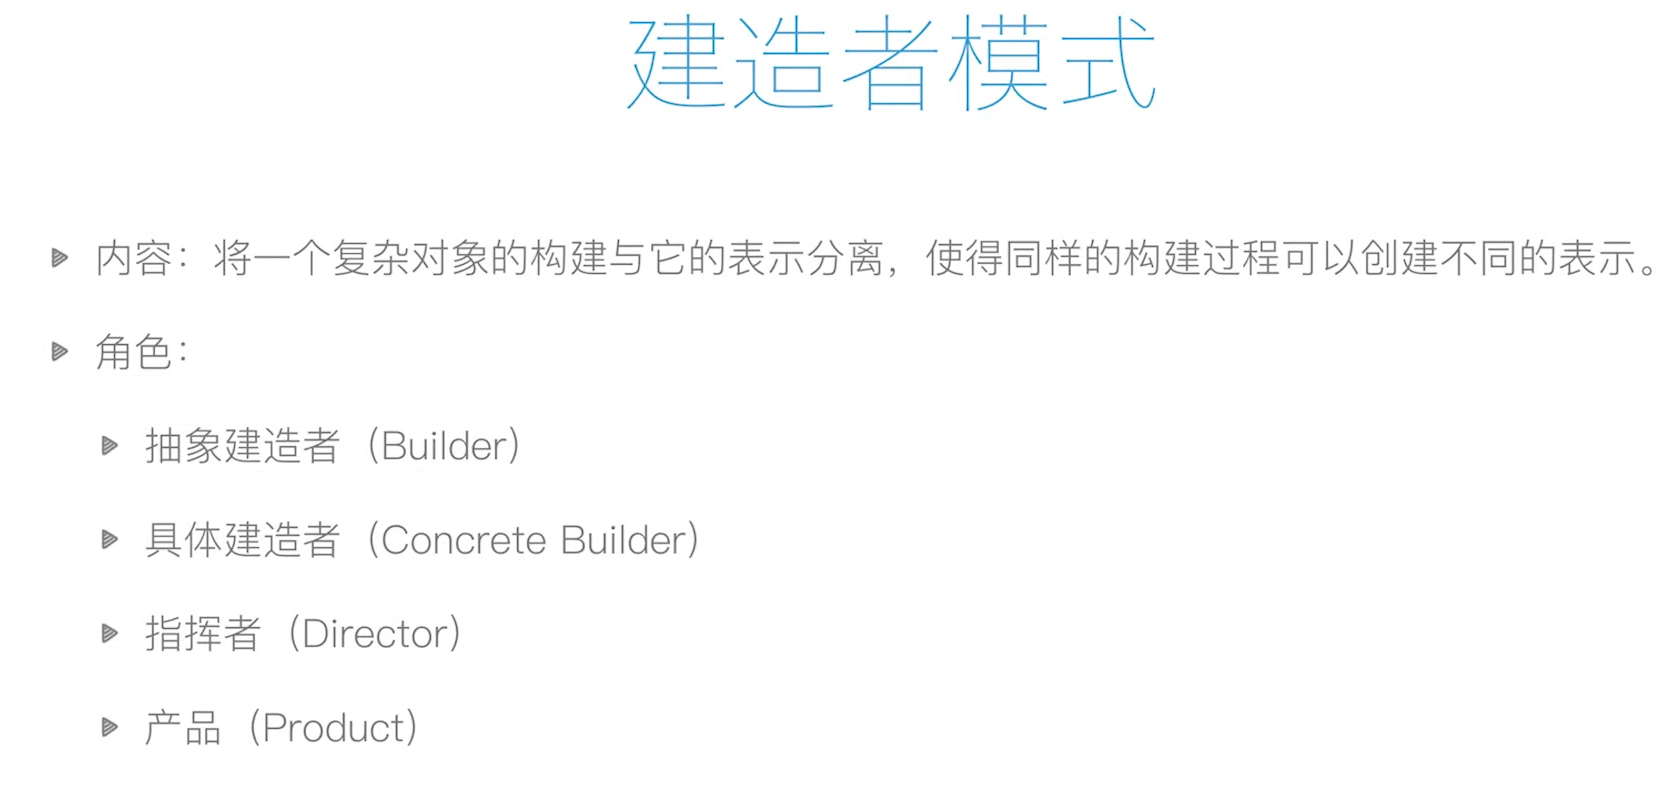 建造者模式
内容：将一个复杂对象的构建与它的表示分离，使得同样的构建过程可以创建不同的表示。
角色：
抽象建造者（Builder）
具体建造者（Concrete Builder）
指挥者（Director）
产品（Product）